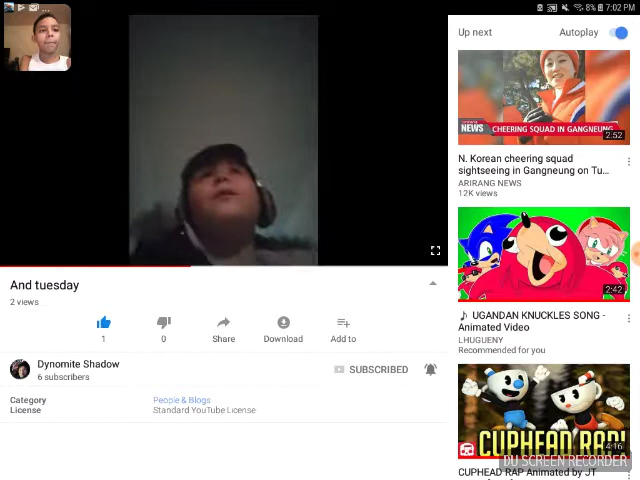 8% 7:02 PM
Up next
Autoplay
NEWS
CHEERING SQUAD IN GANGNEUNG
2:52
N. Korean cheering squad
sightseeing in Gangneung on Tu...
ARIRANG NEWS
12K views
2:42
♪ UGANDAN KNUCKLES SONG -
Animated Video
LHUGUENY
Recommended for you
4:16
CUPHEAD RAP!
DU SCREEN RECORDER
CUPHEAD RAP Animated by JT
And tuesday
2 views
1
0
Share
Download
Add to
Dynomite Shadow
6 subscribers
SUBSCRIBED
Category
People & Blogs
License
Standard YouTube License